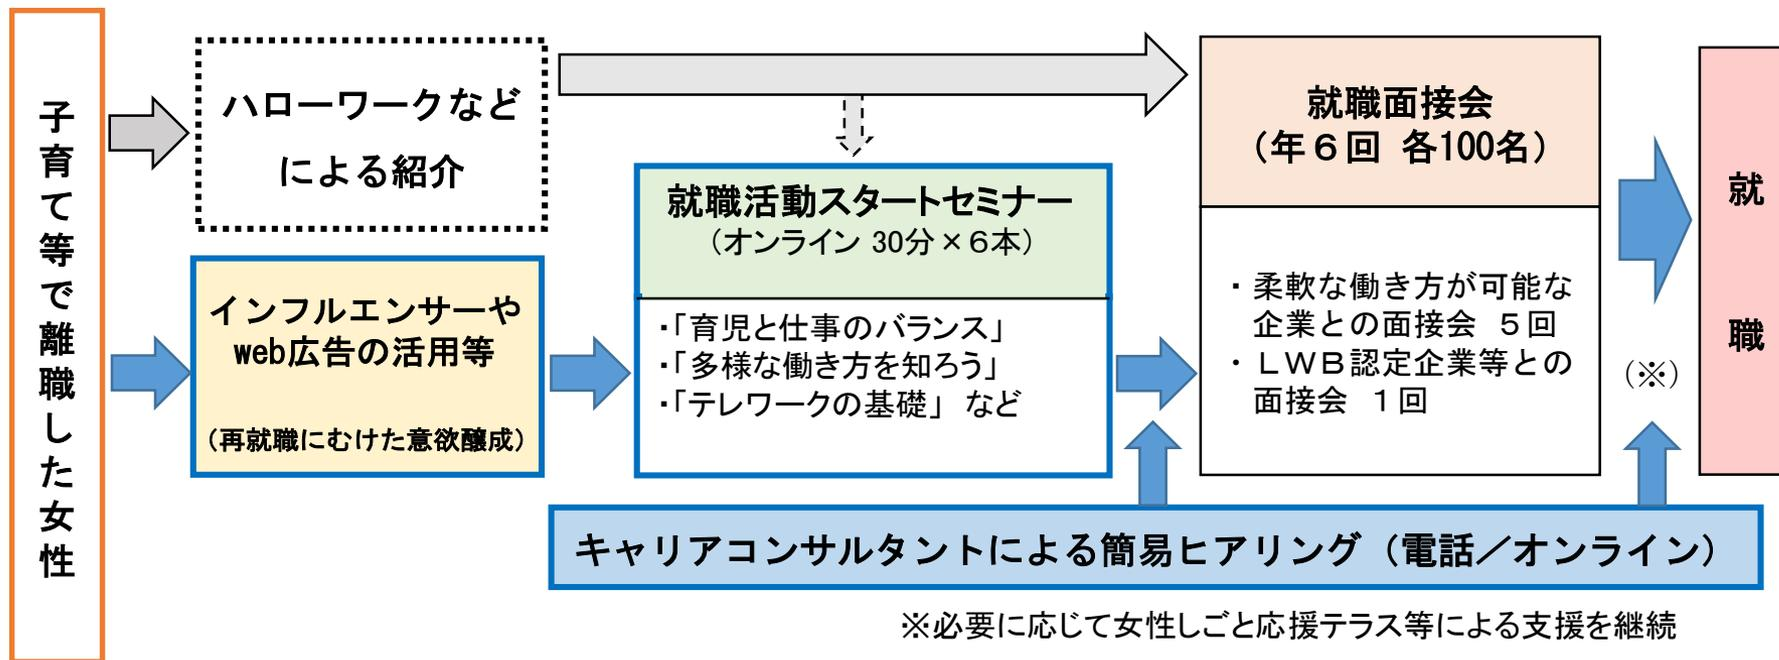 子育て等で離職した女性
ハローワークなど
による紹介
インフルエンサーや
web広告の活用等
（再就職にむけた意欲醸成）
就職活動スタートセミナー
（オンライン 30分×６本）
・「育児と仕事のバランス」
・「多様な働き方を知ろう」
・「テレワークの基礎」 など
就職面接会
（年６回 各100名）
・ 柔軟な働き方が可能な
企業との面接会 ５回
・ ＬＷＢ認定企業等との
面接会 １回
（※）
就職
キャリアコンサルタントによる簡易ヒアリング（電話／オンライン）
※必要に応じて女性しごと応援テラス等による支援を継続